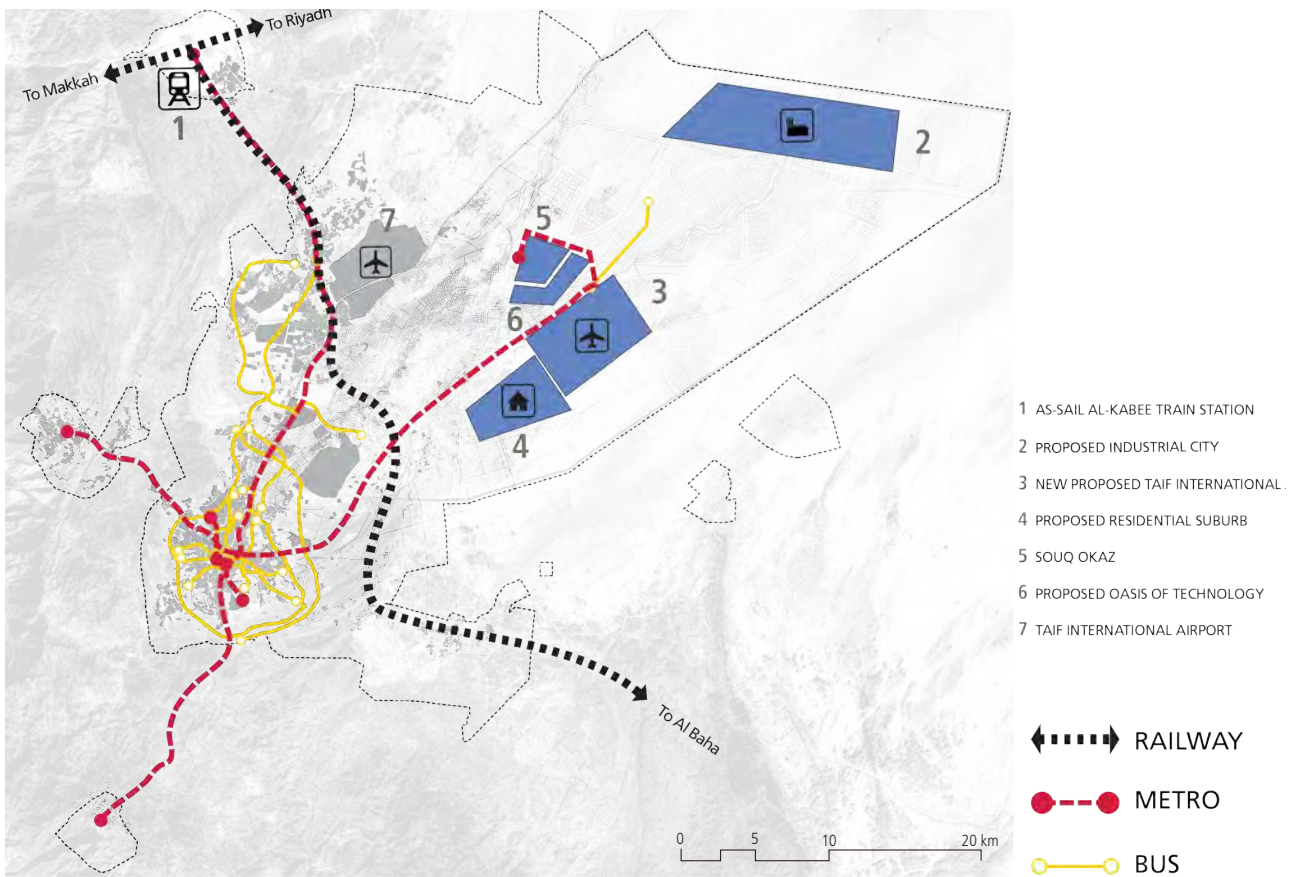 To Riyadh
To Makkah
1
2
7
5
3
6
4
To Al Baha
0 5 10 20 km
1 AS-SAIL AL-KABEE TRAIN STATION
2 PROPOSED INDUSTRIAL CITY
3 NEW PROPOSED TAIF INTERNATIONAL .
4 PROPOSED RESIDENTIAL SUBURB
5 SOUQ OKAZ
6 PROPOSED OASIS OF TECHNOLOGY
7 TAIF INTERNATIONAL AIRPORT
RAILWAY
METRO
BUS